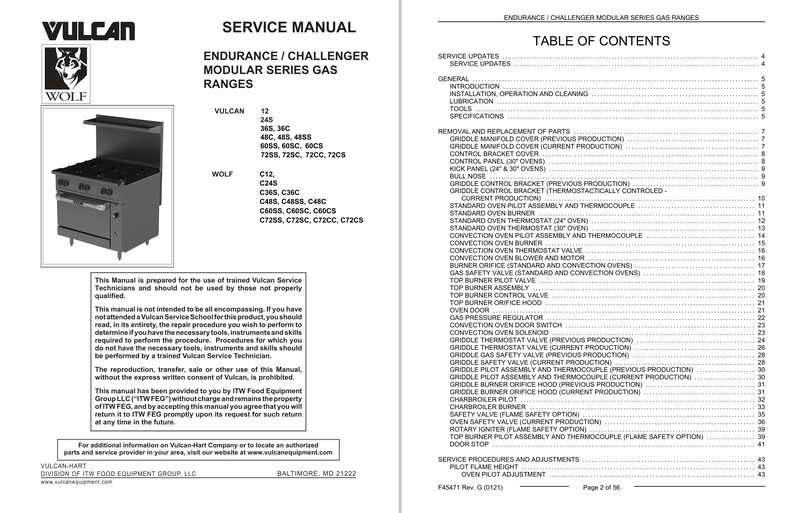 VULCAN
SERVICE MANUAL
WOLF
ENDURANCE / CHALLENGER
MODULAR SERIES GAS
RANGES
VULCAN 12
24S
36S, 36C
48C, 48S, 48SS
60SS, 60SC, 60CS
72SS, 72SC, 72CC, 72CS
WOLF C12,
C24S
C36S, C36C
C48S, C48SS, C48C
C60SS, C60SC, C60CS
C72SS, C72SC, C72CC, C72CS
This Manual is prepared for the use of trained Vulcan Service
Technicians and should not be used by those not properly
qualified.
This manual is not intended to be all encompassing. If you have
not attended a Vulcan Service School for this product, you should
read, in its entirety, the repair procedure you wish to perform to
determine if you have the necessary tools, instruments and skills
required to perform the procedure. Procedures for which you
do not have the necessary tools, instruments and skills should
be performed by a trained Vulcan Service Technician.
The reproduction, transfer, sale or other use of this Manual,
without the express written consent of Vulcan, is prohibited.
This manual has been provided to you by ITW Food Equipment
Group LLC ("ITW FEG") without charge and remains the property
of ITW FEG, and by accepting this manual you agree that you will
return it to ITW FEG promptly upon its request for such return
at any time in the future.
For additional information on Vulcan-Hart Company or to locate an authorized
parts and service provider in your area, visit our website at www.vulcanequipment.com
VULCAN-HART
DIVISION OF ITW FOOD EQUIPMENT GROUP, LLC
www.vulcanequipment.com
BALTIMORE, MD 21222
ENDURANCE / CHALLENGER MODULAR SERIES GAS RANGES
TABLE OF CONTENTS
SERVICE UPDATES 4
SERVICE UPDATES 4
GENERAL 5
INTRODUCTION 5
INSTALLATION, OPERATION AND CLEANING 5
LUBRICATION 5
TOOLS 5
SPECIFICATIONS 5
REMOVAL AND REPLACEMENT OF PARTS 7
GRIDDLE MANIFOLD COVER (PREVIOUS PRODUCTION) 7
GRIDDLE MANIFOLD COVER (CURRENT PRODUCTION) 7
CONTROL BRACKET COVER 8
CONTROL PANEL (30" OVENS) 8
KICK PANEL (24" & 30" OVENS) 9
BULL NOSE 9
GRIDDLE CONTROL BRACKET (PREVIOUS PRODUCTION) 9
GRIDDLE CONTROL BRACKET (THERMOSTACTICALLY CONTROLED -
CURRENT PRODUCTION) 10
STANDARD OVEN PILOT ASSEMBLY AND THERMOCOUPLE 11
STANDARD OVEN BURNER 11
STANDARD OVEN THERMOSTAT (24" OVEN) 12
STANDARD OVEN THERMOSTAT (30" OVEN) 13
CONVECTION OVEN PILOT ASSEMBLY AND THERMOCOUPLE 14
CONVECTION OVEN BURNER 15
CONVECTION OVEN THERMOSTAT VALVE 16
CONVECTION OVEN BLOWER AND MOTOR 16
BURNER ORIFICE (STANDARD AND CONVECTION OVENS) 17
GAS SAFETY VALVE (STANDARD AND CONVECTION OVENS) 18
TOP BURNER PILOT VALVE 19
TOP BURNER ASSEMBLY 20
TOP BURNER CONTROL VALVE 20
TOP BURNER ORIFICE HOOD 21
OVEN DOOR 21
GAS PRESSURE REGULATOR 22
CONVECTION OVEN DOOR SWITCH 23
CONVECTION OVEN SOLENOID 23
GRIDDLE THERMOSTAT VALVE (PREVIOUS PRODUCTION) 24
GRIDDLE THERMOSTAT VALVE (CURRENT PRODUCTION) 26
GRIDDLE GAS SAFETY VALVE (PREVIOUS PRODUCTION) 28
GRIDDLE SAFETY VALVE (CURRENT PRODUCTION) 28
GRIDDLE PILOT ASSEMBLY AND THERMOCOUPLE (PREVIOUS PRODUCTION) 30
GRIDDLE PILOT ASSEMBLY AND THERMOCOUPLE (CURRENT PRODUCTION) 30
GRIDDLE BURNER ORIFICE HOOD (PREVIOUS PRODUCTION) 31
GRIDDLE BURNER ORIFICE HOOD (CURRENT PRODUCTION) 31
CHARBROILER PILOT 32
CHARBROILER BURNER 33
SAFETY VALVE (FLAME SAFETY OPTION) 35
OVEN SAFETY VALVE (CURRENT PRODUCTION) 36
ROTARY IGNITER (FLAME SAFETY OPTION) 39
TOP BURNER PILOT ASSEMBLY AND THERMOCOUPLE (FLAME SAFETY OPTION) 39
DOOR STOP 41
SERVICE PROCEDURES AND ADJUSTMENTS 43
PILOT FLAME HEIGHT 43
OVEN PILOT ADJUSTMENT 43
F45471 Rev. G (0121) Page 2 of 56